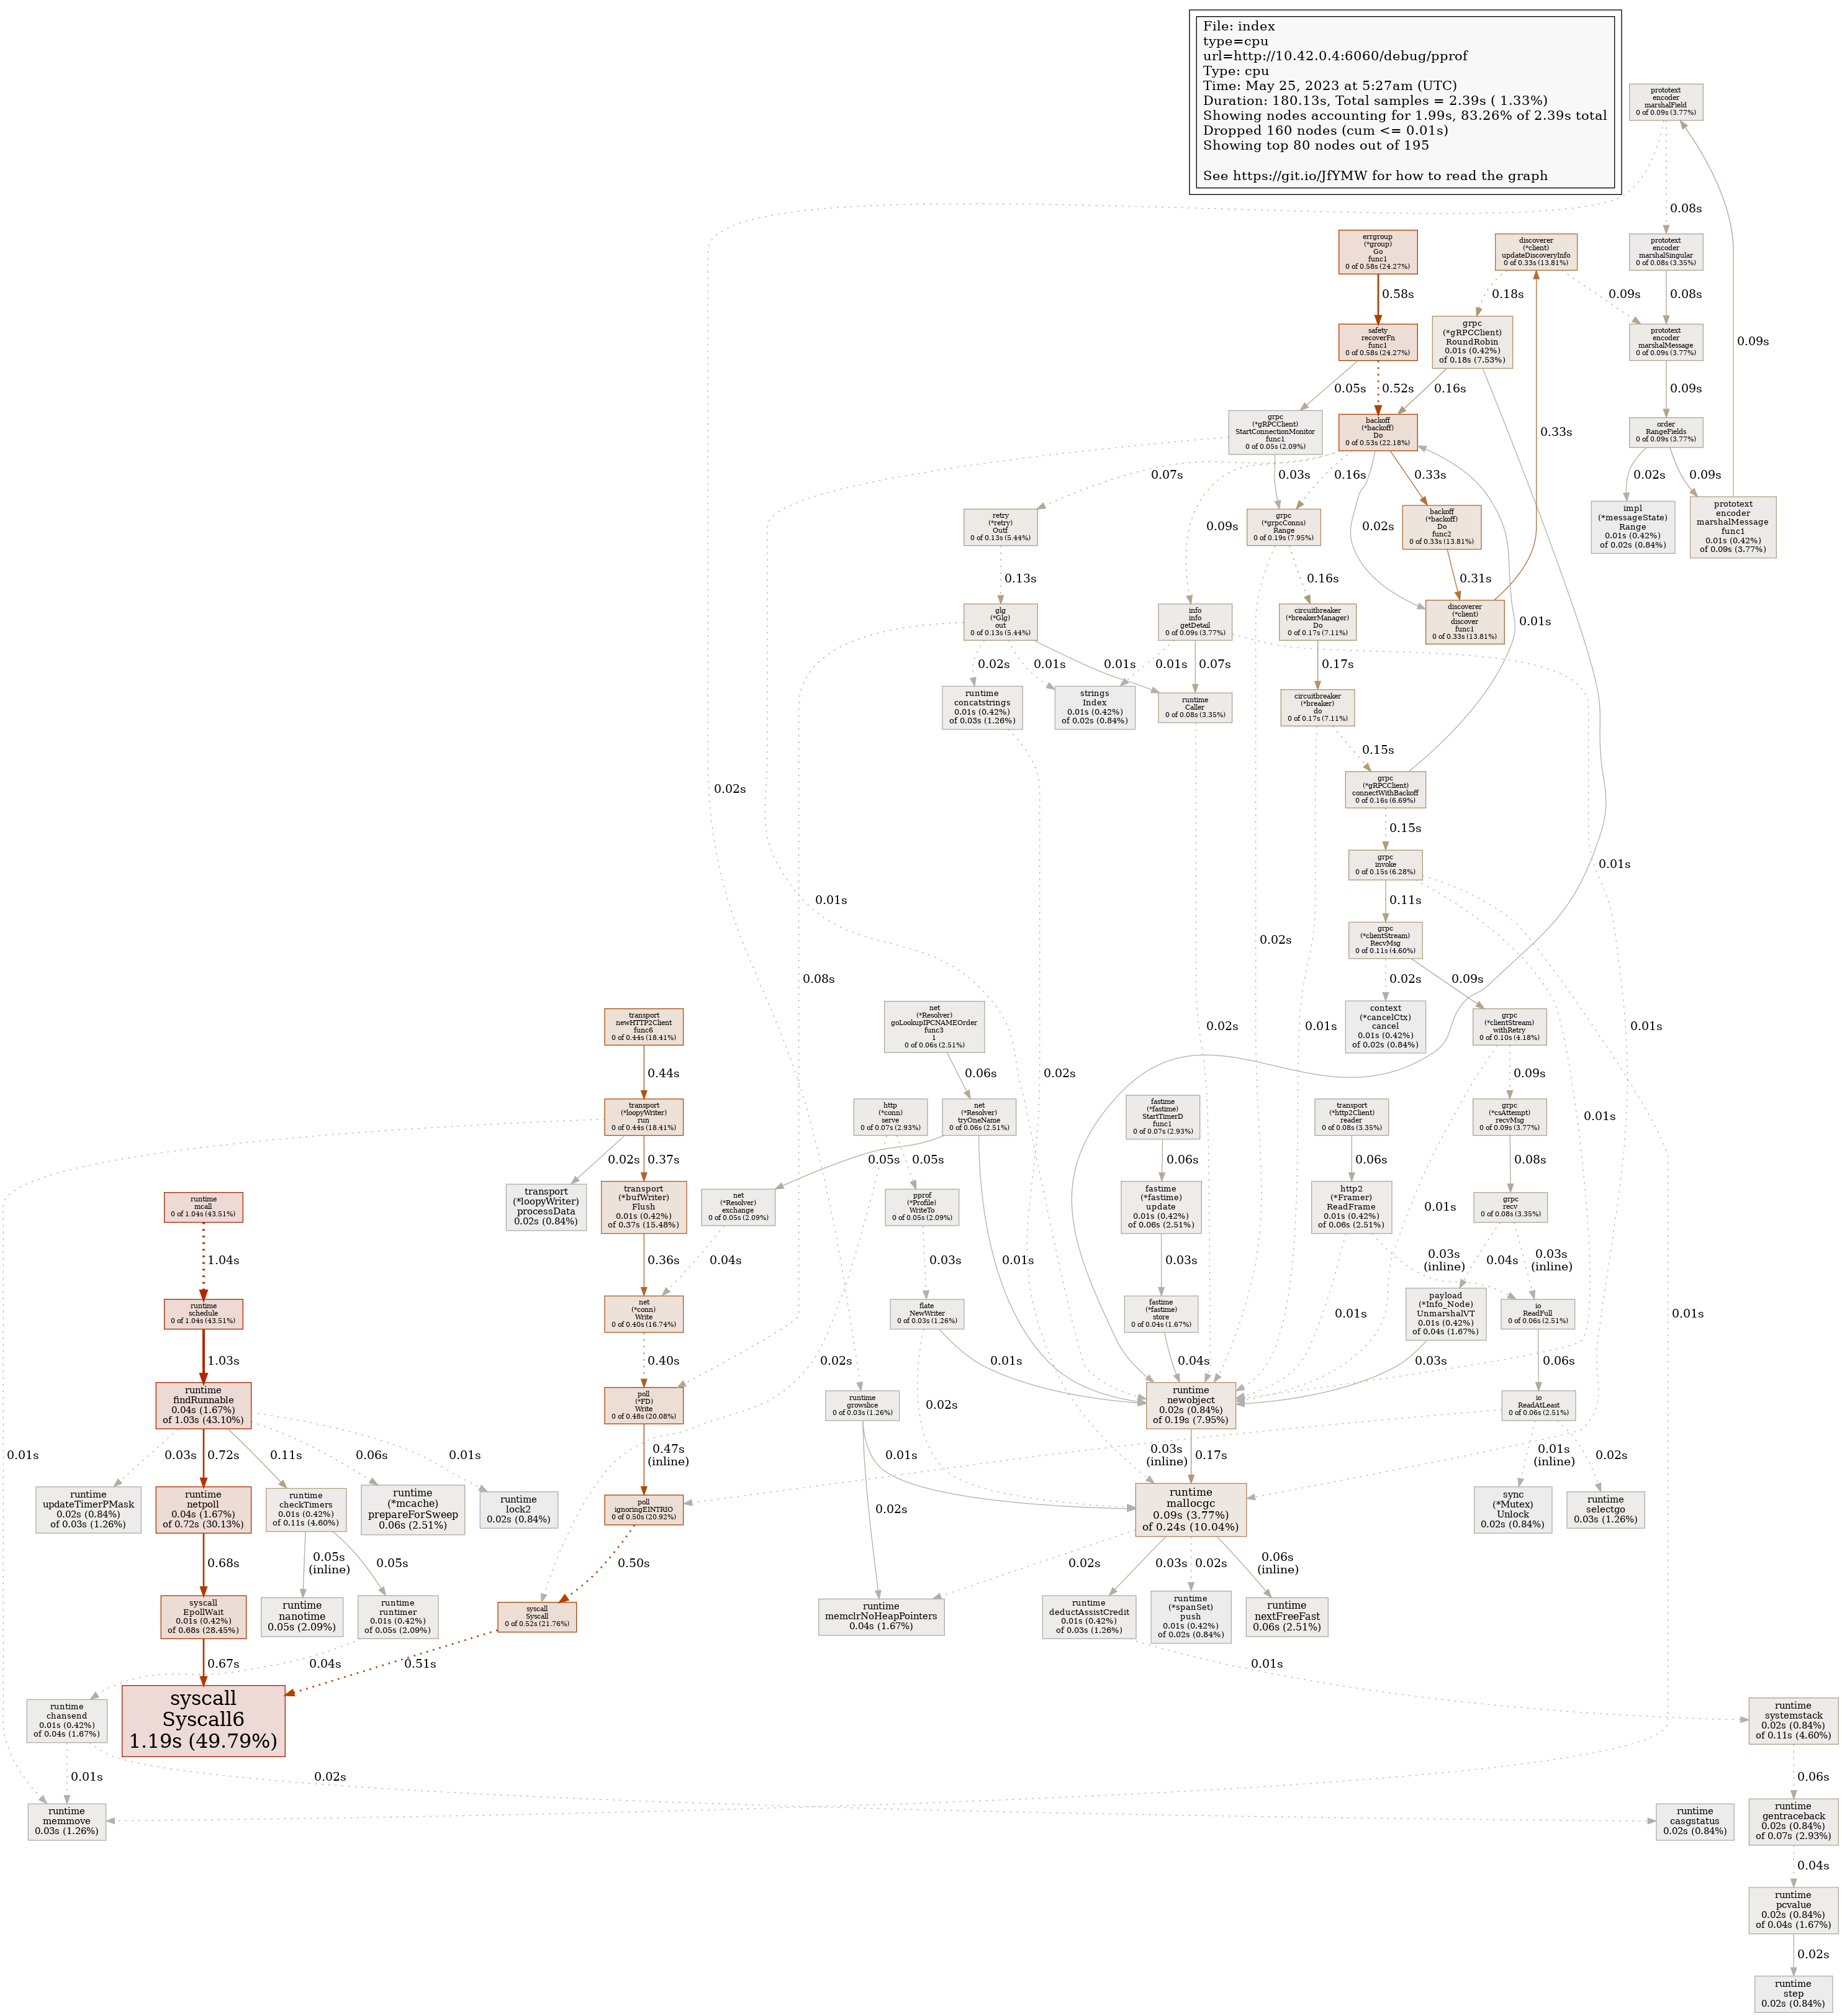 File: index
type=cpu
url=http://10.42.0.4:6060/debug/pprof
Type: cpu
Time: May 25, 2023 at 5:27am (UTC)
Duration: 180.13s, Total samples = 2.39s ( 1.33%)
Showing nodes accounting for 1.99s, 83.26% of 2.39s total
Dropped 160 nodes (cum <= 0.01s)
Showing top 80 nodes out of 195
See https://git.io/JfYMW for how to read the graph
prototext
encoder
marshalField
0 of 0.09s (3.77%)
0.08s
errgroup
(*group)
Go
func1
0 of 0.58s (24.27%)
discoverer
(*client)
updateDiscoveryInfo
0 of 0.33s (13.81%)
prototext
encoder
marshalSingular
0 of 0.08s (3.35%)
0.58s
0.18s
0.09s
0.08s
safety
recoverFn
func1
0 of 0.58s (24.27%)
grpc
(*gRPCClient)
RoundRobin
0.01s (0.42%)
of 0.18s (7.53%)
prototext
encoder
marshalMessage
0 of 0.09s (3.77%)
0.09s
0.05s
0.52s
0.16s
0.09s
grpc
(*gRPCClient)
StartConnectionMonitor
func1
0 of 0.05s (2.09%)
backoff
(*backoff)
Do
0 of 0.53s (22.18%)
0.33s
order
RangeFields
0 of 0.09s (3.77%)
0.07s
0.03s
0.16s
0.33s
0.02s
0.09s
retry
(*retry)
Outf
0 of 0.13s (5.44%)
0.09s
grpc
(*grpcConns)
Range
0 of 0.19s (7.95%)
0.02s
backoff
(*backoff)
Do
func2
0 of 0.33s (13.81%)
impl
(*messageState)
Range
0.01s (0.42%)
of 0.02s (0.84%)
prototext
encoder
marshalMessage
func1
0.01s (0.42%)
of 0.09s (3.77%)
0.13s
0.16s
0.31s
glg
(*Glg)
out
0 of 0.13s (5.44%)
info
info
getDetail
0 of 0.09s (3.77%)
circuitbreaker
(*breakerManager)
Do
0 of 0.17s (7.11%)
discoverer
(*client)
discover
func1
0 of 0.33s (13.81%)
0.01s
0.02s
0.01s
0.01s
0.01s
0.07s
0.17s
runtime
concatstrings
0.01s (0.42%)
of 0.03s (1.26%)
strings
Index
0.01s (0.42%)
of 0.02s (0.84%)
runtime
Caller
0 of 0.08s (3.35%)
circuitbreaker
(*breaker)
do
0 of 0.17s (7.11%)
0.15s
0.02s
grpc
(*gRPCClient)
connectWithBackoff
0 of 0.16s (6.69%)
0.15s
grpc
invoke
0 of 0.15s (6.28%)
0.01s
0.01s
0.11s
grpc
(*clientStream)
RecvMsg
0 of 0.11s (4.60%)
0.02s
0.08s
0.02s
0.09s
transport
newHTTP2Client
func6
0 of 0.44s (18.41%)
net
(*Resolver)
goLookupIPCNAMEOrder
func3
1
0 of 0.06s (2.51%)
0.02s
0.01s
context
(*cancelCtx)
cancel
0.01s (0.42%)
of 0.02s (0.84%)
grpc
(*clientStream)
withRetry
0 of 0.10s (4.18%)
0.01s
0.44s
0.06s
0.02s
0.09s
transport
(*loopyWriter)
run
0 of 0.44s (18.41%)
http
(*conn)
serve
0 of 0.07s (2.93%)
net
(*Resolver)
tryOneName
0 of 0.06s (2.51%)
fastime
(*fastime)
StartTimerD
func1
0 of 0.07s (2.93%)
transport
(*http2Client)
reader
0 of 0.08s (3.35%)
grpc
(*csAttempt)
recvMsg
0 of 0.09s (3.77%)
0.01s
0.02s
0.37s
0.05s
0.05s
0.06s
0.06s
0.08s
runtime
mcall
0 of 1.04s (43.51%)
transport
(*loopyWriter)
processData
0.02s (0.84%)
transport
(*bufWriter)
Flush
0.01s (0.42%)
of 0.37s (15.48%)
net
(*Resolver)
exchange
0 of 0.05s (2.09%)
pprof
(*Profile)
WriteTo
0 of 0.05s (2.09%)
fastime
(*fastime)
update
0.01s (0.42%)
of 0.06s (2.51%)
http2
(*Framer)
ReadFrame
0.01s (0.42%)
of 0.06s (2.51%)
0.01s
grpc
recv
0 of 0.08s (3.35%)
1.04s
0.36s
0.04s
0.03s
0.01s
0.03s
0.03s
(inline)
0.04s
0.03s
(inline)
runtime
schedule
0 of 1.04s (43.51%)
net
(*conn)
Write
0 of 0.40s (16.74%)
flate
NewWriter
0 of 0.03s (1.26%)
fastime
(*fastime)
store
0 of 0.04s (1.67%)
0.01s
payload
(*Info_Node)
UnmarshalVT
0.01s (0.42%)
of 0.04s (1.67%)
io
ReadFull
0 of 0.06s (2.51%)
0.01s
1.03s
0.40s
0.02s
0.01s
0.04s
0.03s
0.06s
runtime
findRunnable
0.04s (1.67%)
of 1.03s (43.10%)
poll
(*FD)
Write
0 of 0.48s (20.08%)
runtime
growslice
0 of 0.03s (1.26%)
0.02s
runtime
newobject
0.02s (0.84%)
of 0.19s (7.95%)
io
ReadAtLeast
0 of 0.06s (2.51%)
0.01s
0.03s
0.72s
0.11s
0.06s
0.01s
0.47s
(inline)
0.01s
0.03s
(inline)
0.17s
0.01s
(inline)
0.02s
runtime
updateTimerPMask
0.02s (0.84%)
of 0.03s (1.26%)
runtime
netpoll
0.04s (1.67%)
of 0.72s (30.13%)
runtime
checkTimers
0.01s (0.42%)
of 0.11s (4.60%)
runtime
(*mcache)
prepareForSweep
0.06s (2.51%)
runtime
lock2
0.02s (0.84%)
poll
ignoringEINTRIO
0 of 0.50s (20.92%)
0.02s
runtime
mallocgc
0.09s (3.77%)
of 0.24s (10.04%)
sync
(*Mutex)
Unlock
0.02s (0.84%)
runtime
selectgo
0.03s (1.26%)
0.68s
0.05s
(inline)
0.05s
0.50s
0.02s
0.03s
0.02s
0.06s
(inline)
syscall
EpollWait
0.01s (0.42%)
of 0.68s (28.45%)
runtime
nanotime
0.05s (2.09%)
runtime
runtimer
0.01s (0.42%)
of 0.05s (2.09%)
syscall
Syscall
0 of 0.52s (21.76%)
runtime
memclrNoHeapPointers
0.04s (1.67%)
runtime
deductAssistCredit
0.01s (0.42%)
of 0.03s (1.26%)
runtime
(*spanSet)
push
0.01s (0.42%)
of 0.02s (0.84%)
runtime
nextFreeFast
0.06s (2.51%)
0.67s
0.04s
0.51s
0.01s
runtime
chansend
0.01s (0.42%)
of 0.04s (1.67%)
syscall
Syscall6
1.19s (49.79%)
runtime
systemstack
0.02s (0.84%)
of 0.11s (4.60%)
0.01s
0.02s
0.06s
runtime
memmove
0.03s (1.26%)
runtime
casgstatus
0.02s (0.84%)
runtime
gentraceback
0.02s (0.84%)
of 0.07s (2.93%)
0.04s
runtime
pcvalue
0.02s (0.84%)
of 0.04s (1.67%)
0.02s
runtime
step
0.02s (0.84%)